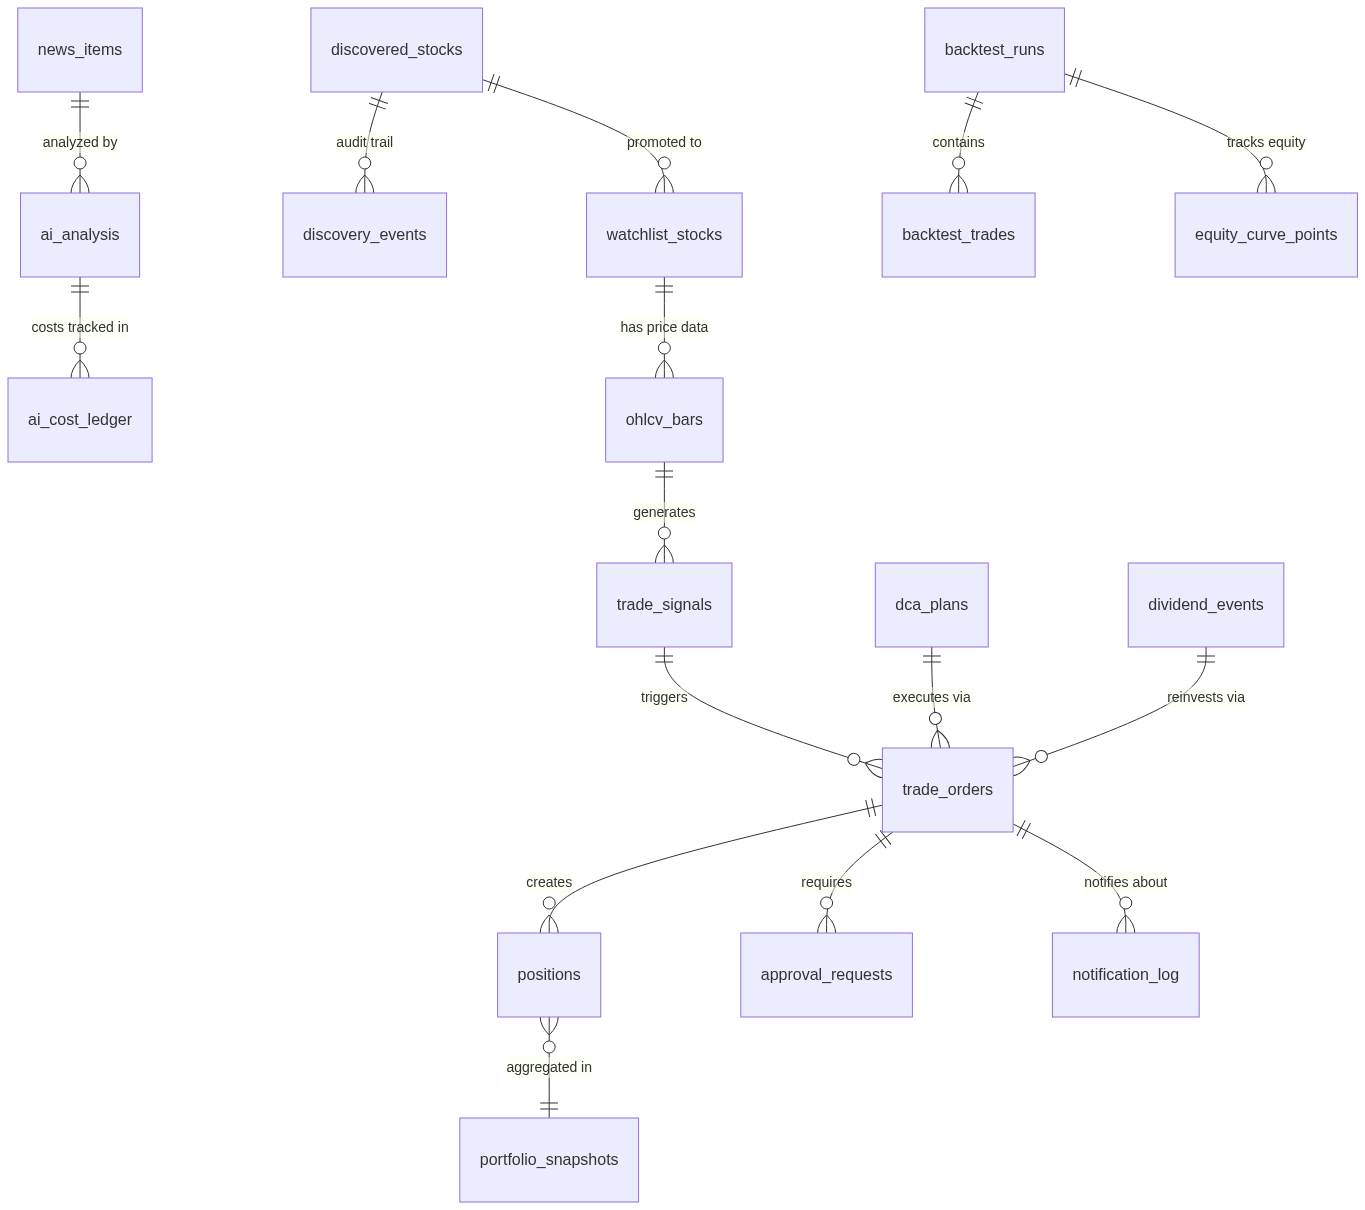 news_items
discovered_stocks
backtest_runs
analyzed by
audit trail
promoted to
contains
tracks equity
ai_analysis
discovery_events
watchlist_stocks
backtest_trades
equity_curve_points
costs tracked in
has price data
ai_cost_ledger
ohlcv_bars
generates
trade_signals
dca_plans
dividend_events
triggers
executes via
reinvests via
trade_orders
creates
requires
notifies about
positions
approval_requests
notification_log
aggregated in
portfolio_snapshots